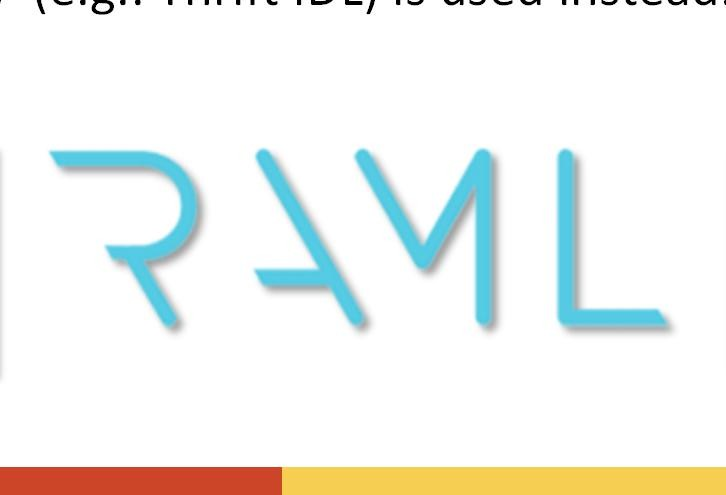 (e.g.: Thrift IDL) is used instead.
RAML